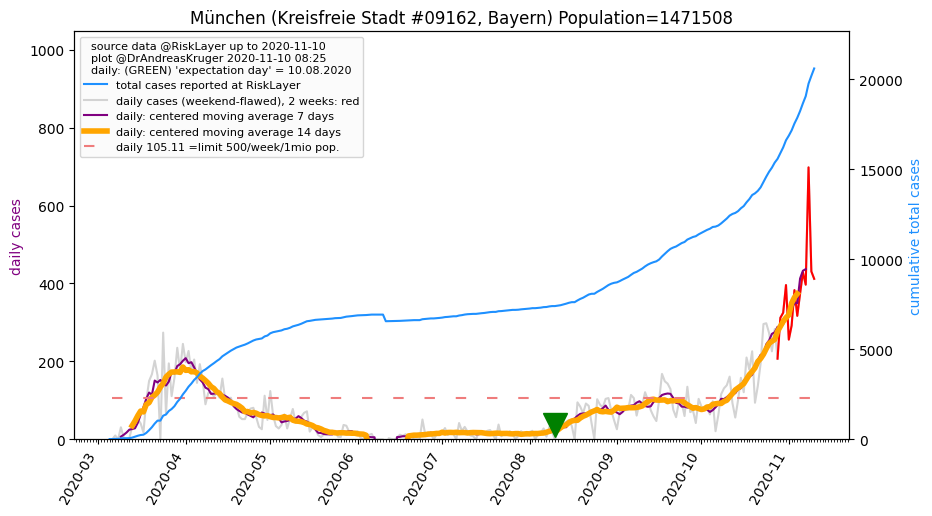 München (Kreisfreie Stadt #09162, Bayern) Population=1471508
source data @RiskLayer up to 2020-11-10
plot @DrAndreasKruger 2020-11-10 08:25
daily: (GREEN) 'expectation day' = 10.08.2020
total cases reported at RiskLayer
daily cases (weekend-flawed), 2 weeks: red
daily: centered moving average 7 days
daily: centered moving average 14 days
daily 105.11 =limit 500/week/1mio pop.
daily cases
1000
800
600
400
200
0
cumulative total cases
20000
15000
10000
5000
0
2020-03
2020-04
2020-05
2020-06
2020-07
2020-08
2020-09
2020-10
2020-11